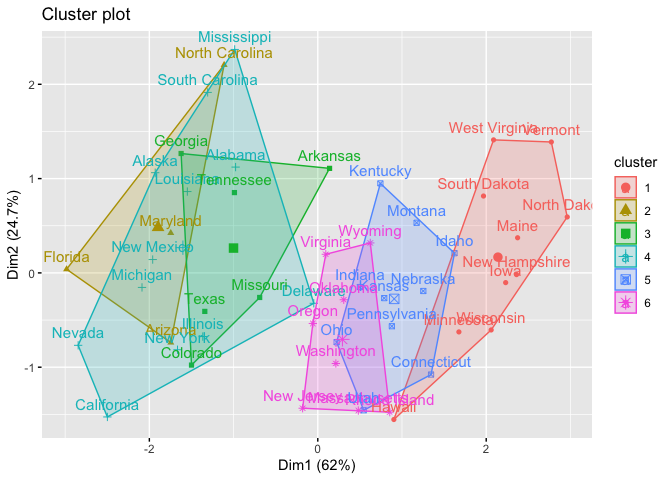 Cluster plot
Mississippi
North Carolina
South Carolina
Georgia
Alaska
Alabama
Louisiana
Tennessee
Arkansas
Maryland
New Mexico
Florida
Michigan
Missouri
Delaware
Texas
Nevada
Arizona
New York
Illinois
Colorado
California
West Virginia
Vermont
Kentucky
South Dakota
North Dako
Montana
Maine
Wyoming
Virginia
Idaho
New Hampshire
Iowa
Indiana
Nebraska
Oklahoma
Kansas
Oregon
Pennsylvania
Minnesota
Wisconsin
Ohio
Washington
Connecticut
New Jersey
Massachusetts
Utah
Rhode Island
Hawaii
2
1
0
-1
-2
0
2
Dim1 (62%)
Dim2 (24.7%)
cluster
1
2
3
4
5
6